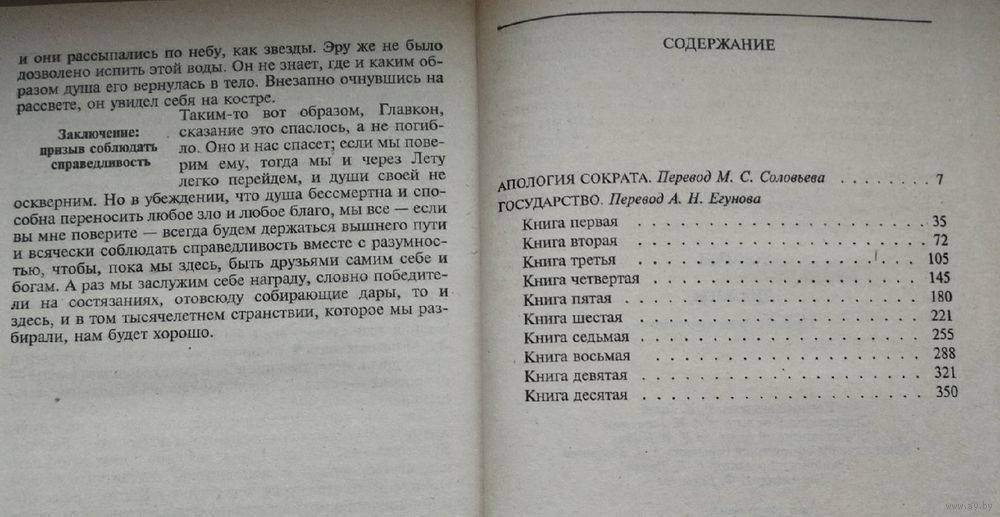 и они рассыпались по небу, как звезды. Эру же не было
дозволено испить этой воды. Он не знает, где и каким об-
разом душа его вернулась в тело. Внезапно очнувшись на
рассвете, он увидел себя на костре.
Заключение:
призыв соблюдать
справедливость
Таким-то вот образом, Главкон,
сказание это спаслось, а не погиб-
ло. Оно и нас спасет; если мы пове-
рим ему, тогда мы и через Лету
легко перейдем, и души своей не
оскверним. Но в убеждении, что душа бессмертна и спо-
собна переносить любое зло и любое благо, мы все — если
вы мне поверите — всегда будем держаться вышнего пути
и всячески соблюдать справедливость вместе с разумнос-
тью, чтобы, пока мы здесь, быть друзьями самим себе и
богам. А раз мы заслужим себе награду, словно победите-
ли на состязаниях, отовсюду собирающие дары, то и
здесь, и в том тысячелетнем странствии, которое мы раз-
бирали, нам будет хорошо.
СОДЕРЖАНИЕ
АПОЛОГИЯ СОКРАТА. Перевод М. С. Соловьева . . . . . . . . 7
ГОСУДАРСТВО. Перевод А. Н. Егунова
Книга первая . . . . . . . . . . . . . . . . 35
Книга вторая . . . . . . . . . . . . . . . . 72
Книга третья . . . . . . . . . . . . . . . . 105
Книга четвертая . . . . . . . . . . . . . . . . 145
Книга пятая . . . . . . . . . . . . . . . . 180
Книга шестая . . . . . . . . . . . . . . . . 221
Книга седьмая . . . . . . . . . . . . . . . . 255
Книга восьмая . . . . . . . . . . . . . . . . 288
Книга девятая . . . . . . . . . . . . . . . . 321
Книга десятая . . . . . . . . . . . . . . . . 350
www.ay.by